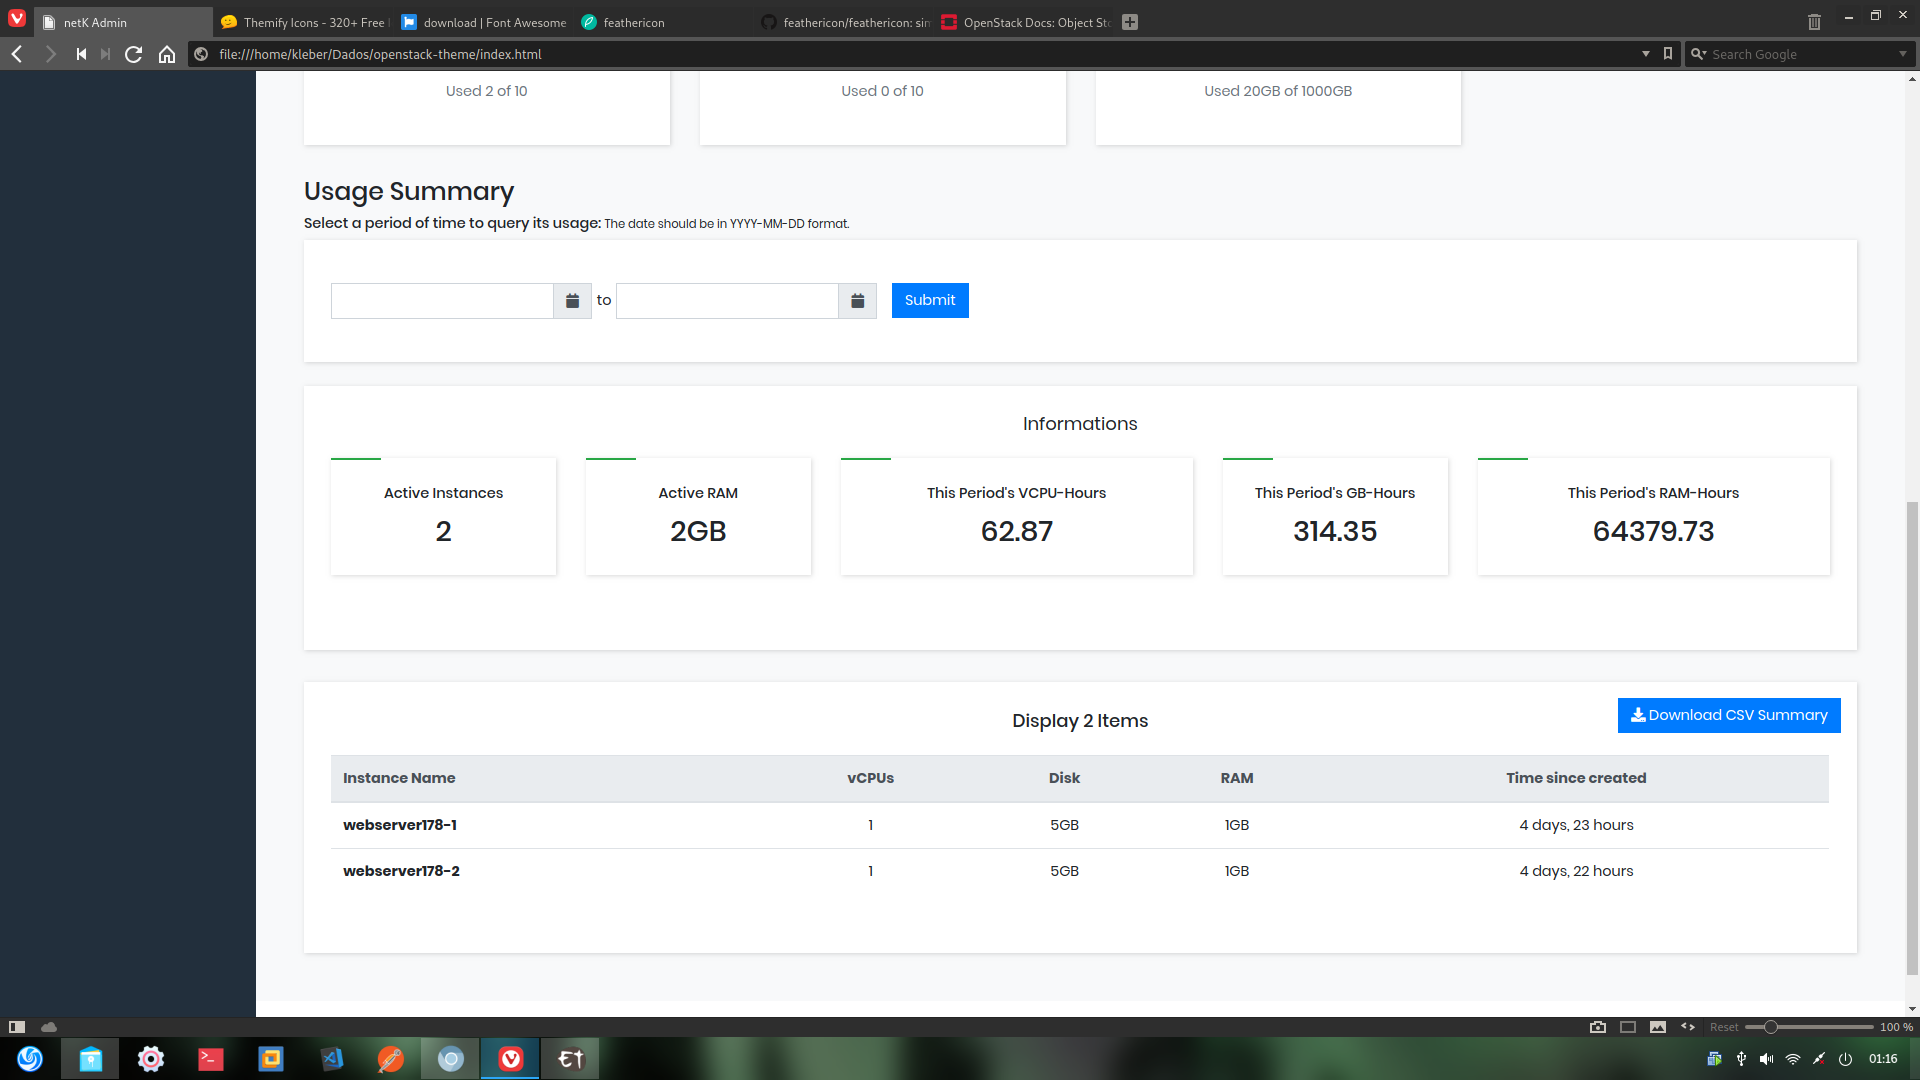 netK Admin
Themify Icons - 320+ Free
download | Font Awesome
feathericon
feathericon/feathericon: sim
OpenStack Docs: Object Sto
file:///home/kleber/Dados/openstack-theme/index.html
Search Google
Used 2 of 10
Used 0 of 10
Used 20GB of 1000GB
Usage Summary
Select a period of time to query its usage: The date should be in YYYY-MM-DD format.
to
Submit
Informations
Active Instances
2
Active RAM
2GB
This Period's VCPU-Hours
62.87
This Period's GB-Hours
314.35
This Period's RAM-Hours
64379.73
Display 2 Items
Download CSV Summary
Instance Name vCPUs Disk RAM Time since created
webserver178-1 1 5GB 1GB 4 days, 23 hours
webserver178-2 1 5GB 1GB 4 days, 22 hours
Reset
100 %
01:16